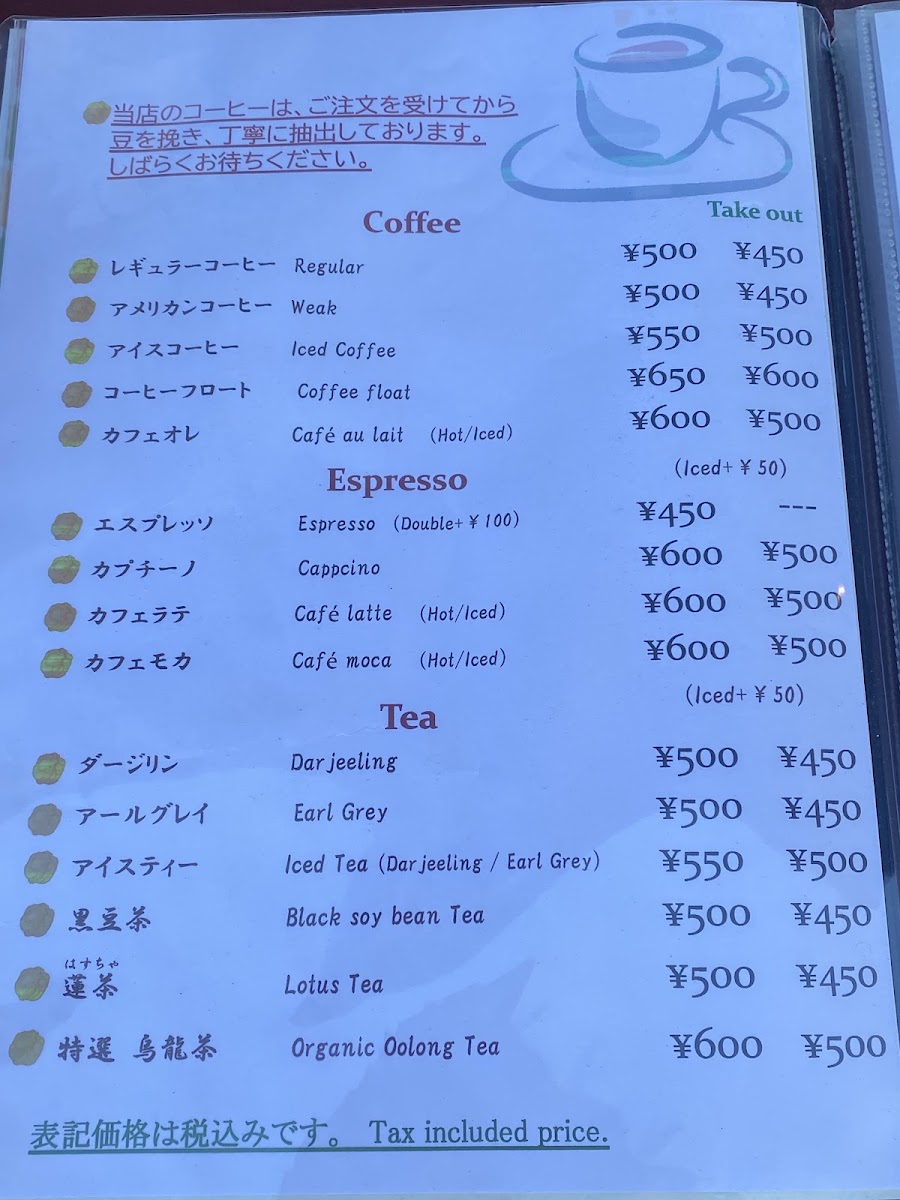 当店のコーヒーは、ご注文を受けてから
豆を挽き、丁寧に抽出しております。
しばらくお待ちください。
Take out
Coffee
レギュラーコーヒー Regular ¥500 ¥450
アメリカンコーヒー Weak ¥500 ¥450
アイスコーヒー Iced Coffee ¥550 ¥500
コーヒーフロート Coffee float ¥650 ¥600
カフェオレ Café au lait (Hot/Iced) ¥600 ¥500
(Iced+¥50)
Espresso
エスプレッソ Espresso (Double+¥100) ¥450 ---
カプチーノ Cappcino ¥600 ¥500
カフェラテ Café latte (Hot/Iced) ¥600 ¥500
カフェモカ Café moca (Hot/Iced) ¥600 ¥500
(Iced+¥50)
Tea
ダージリン Darjeeling ¥500 ¥450
アールグレイ Earl Grey ¥500 ¥450
アイスティー Iced Tea (Darjeeling / Earl Grey) ¥550 ¥500
黒豆茶 Black soy bean Tea ¥500 ¥450
はすちゃ
蓮茶 Lotus Tea ¥500 ¥450
特選 烏龍茶 Organic Oolong Tea ¥600 ¥500
表記価格は税込みです。 Tax included price.